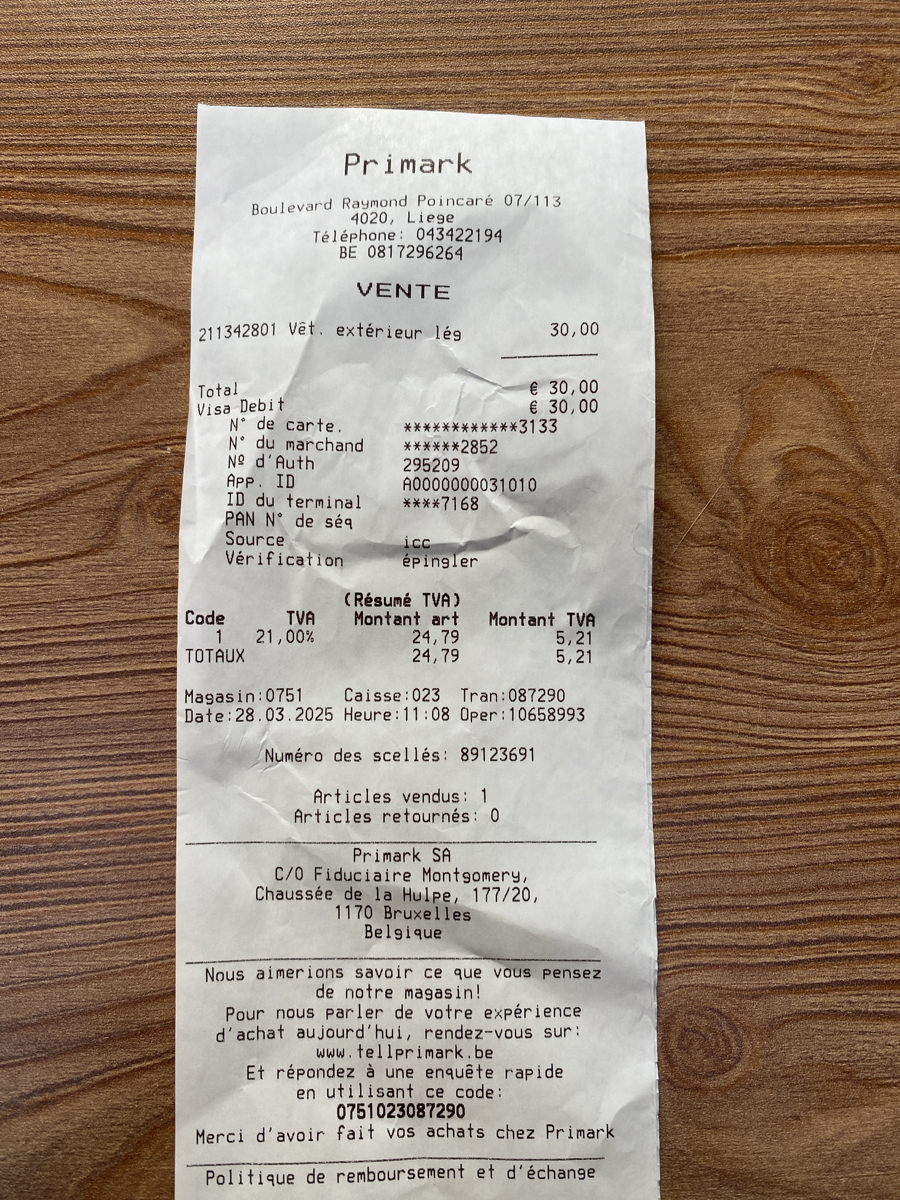 Primark
Boulevard Raymond Poincaré 07/113
4020, Liege
Téléphone: 043422194
BE 0817296264
VENTE
211342801 Vêt. extérieur lég 30,00
Total € 30,00
Visa Debit € 30,00
N° de carte. ************3133
N° du marchand ******2852
Nº d'Auth 295209
App. ID A0000000031010
ID du terminal ****7168
PAN N° de séq
Source icc
Vérification épingler
(Résumé TVA)
Code TVA Montant art Montant TVA
1 21,00% 24,79 5,21
TOTAUX 24,79 5,21
Magasin:0751 Caisse:023 Tran:087290
Date:28.03.2025 Heure:11:08 Oper:10658993
Numéro des scellés: 89123691
Articles vendus: 1
Articles retournés: 0
Primark SA
C/O Fiduciaire Montgomery,
Chaussée de la Hulpe, 177/20,
1170 Bruxelles
Belgique
Nous aimerions savoir ce que vous pensez
de notre magasin!
Pour nous parler de votre expérience
d'achat aujourd'hui, rendez-vous sur:
www.tellprimark.be
Et répondez à une enquête rapide
en utilisant ce code:
0751023087290
Merci d'avoir fait vos achats chez Primark
Politique de remboursement et d'échange